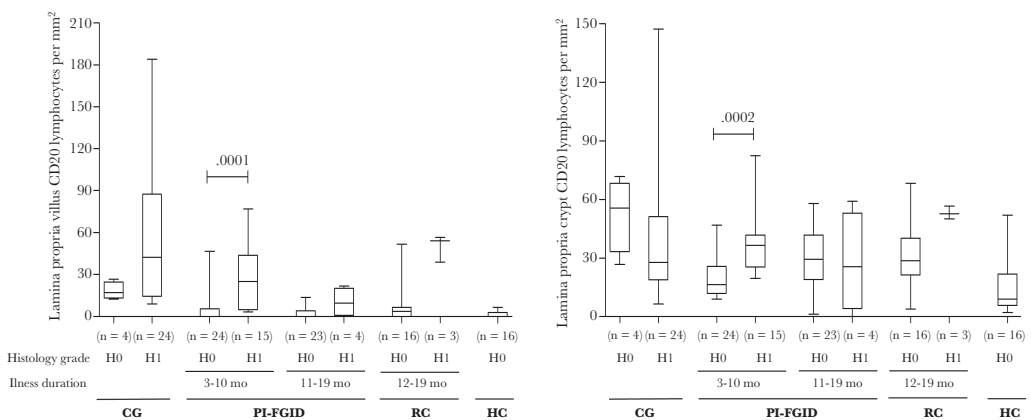 Lamina propria villus CD20 lymphocytes per mm²
210
180
150
120
90
60
30
0
.0001
(n = 4) (n = 24) (n = 24) (n = 15) (n = 23) (n = 4) (n = 16) (n = 3) (n = 16)
Histology grade H0 H1 H0 H1 H0 H1 H0 H1 H0
Ilness duration 3-10 mo 11-19 mo 12-19 mo
CG PI-FGID RC HC
Lamina propria crypt CD20 lymphocytes per mm²
150
120
90
60
30
0
.0002
(n = 4) (n = 24) (n = 24) (n = 15) (n = 23) (n = 4) (n = 16) (n = 3) (n = 16)
H0 H1 H0 H1 H0 H1 H0 H1 H0
3-10 mo 11-19 mo 12-19 mo
CG PI-FGID RC HC